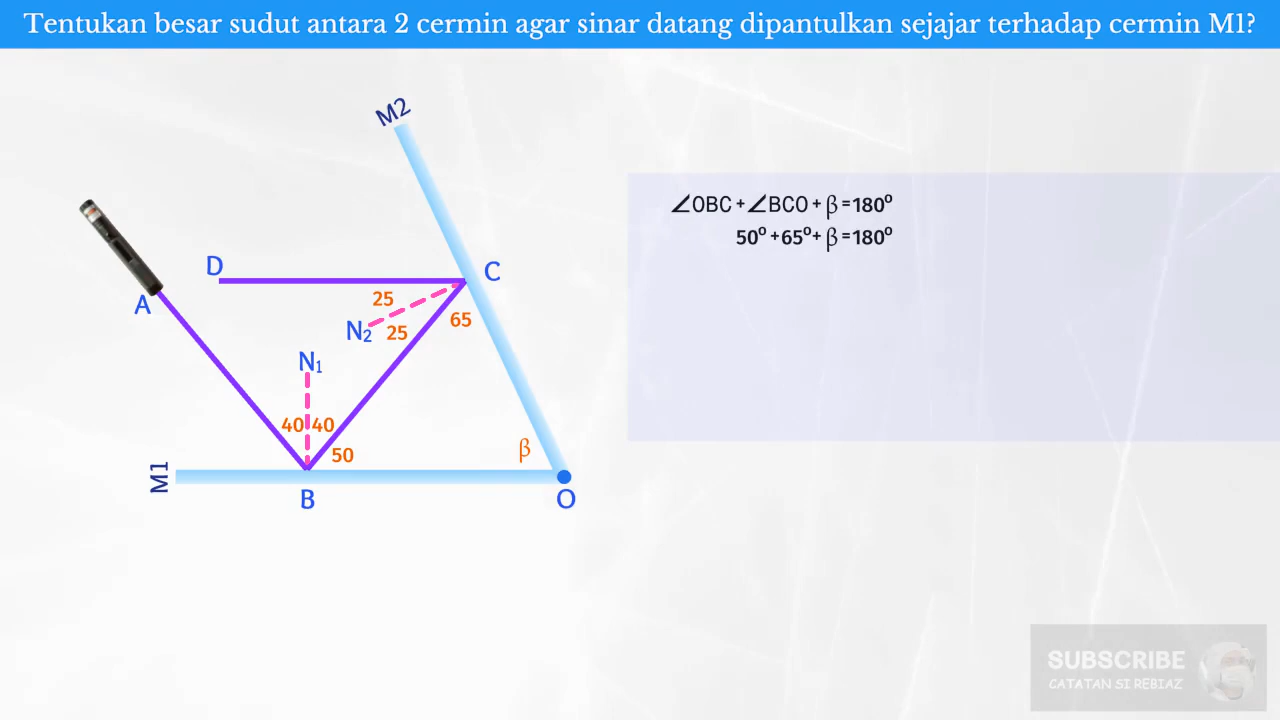 Tentukan besar sudut antara 2 cermin agar sinar datang dipantulkan sejajar terhadap cermin M1?
M2
∠OBC + ∠BCO + β = 180°
50° + 65° + β = 180°
D
C
A
25
65
N₂
25
N₁
40
40
50
β
M1
B
O
SUBSCRIBE
CATATAN SI REBIAZ